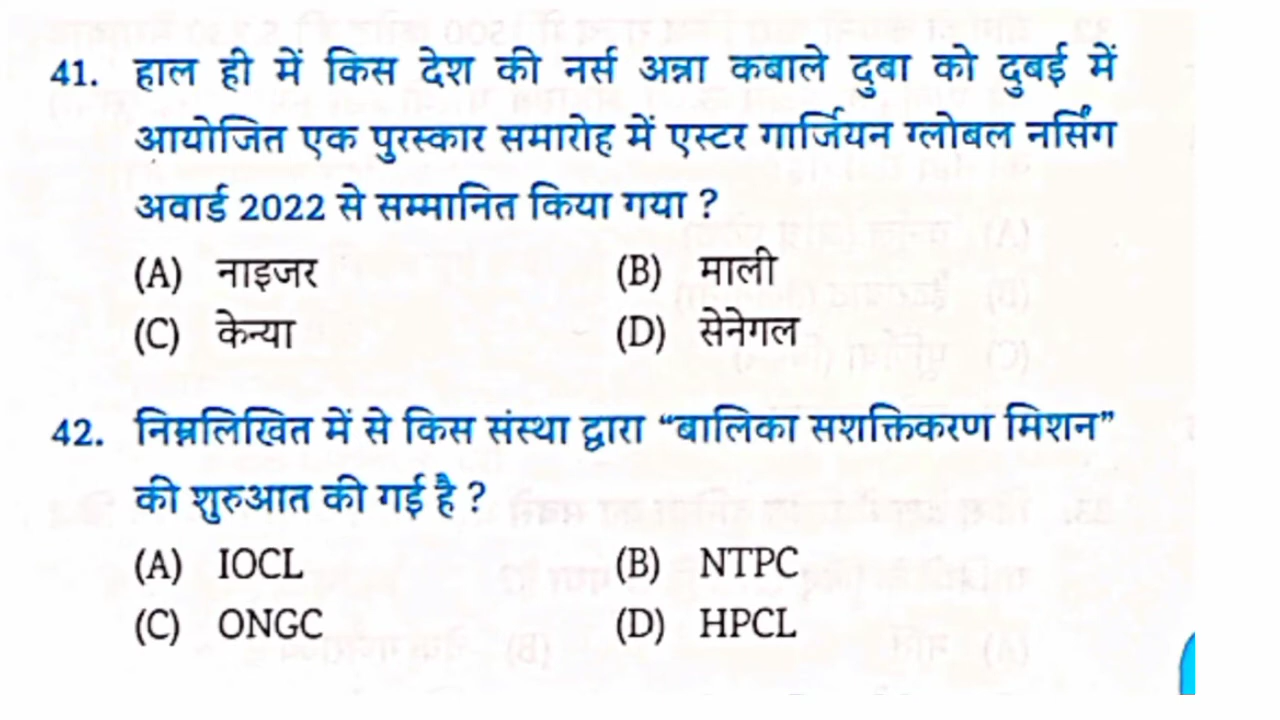 41. हाल ही में किस देश की नर्स अन्ना कबाले दुबा को दुबई में
आयोजित एक पुरस्कार समारोह में एस्टर गार्जियन ग्लोबल नर्सिंग
अवार्ड 2022 से सम्मानित किया गया ?
(A) नाइजर (B) माली
(C) केन्या (D) सेनेगल
42. निम्नलिखित में से किस संस्था द्वारा “बालिका सशक्तिकरण मिशन”
की शुरुआत की गई है ?
(A) IOCL (B) NTPC
(C) ONGC (D) HPCL